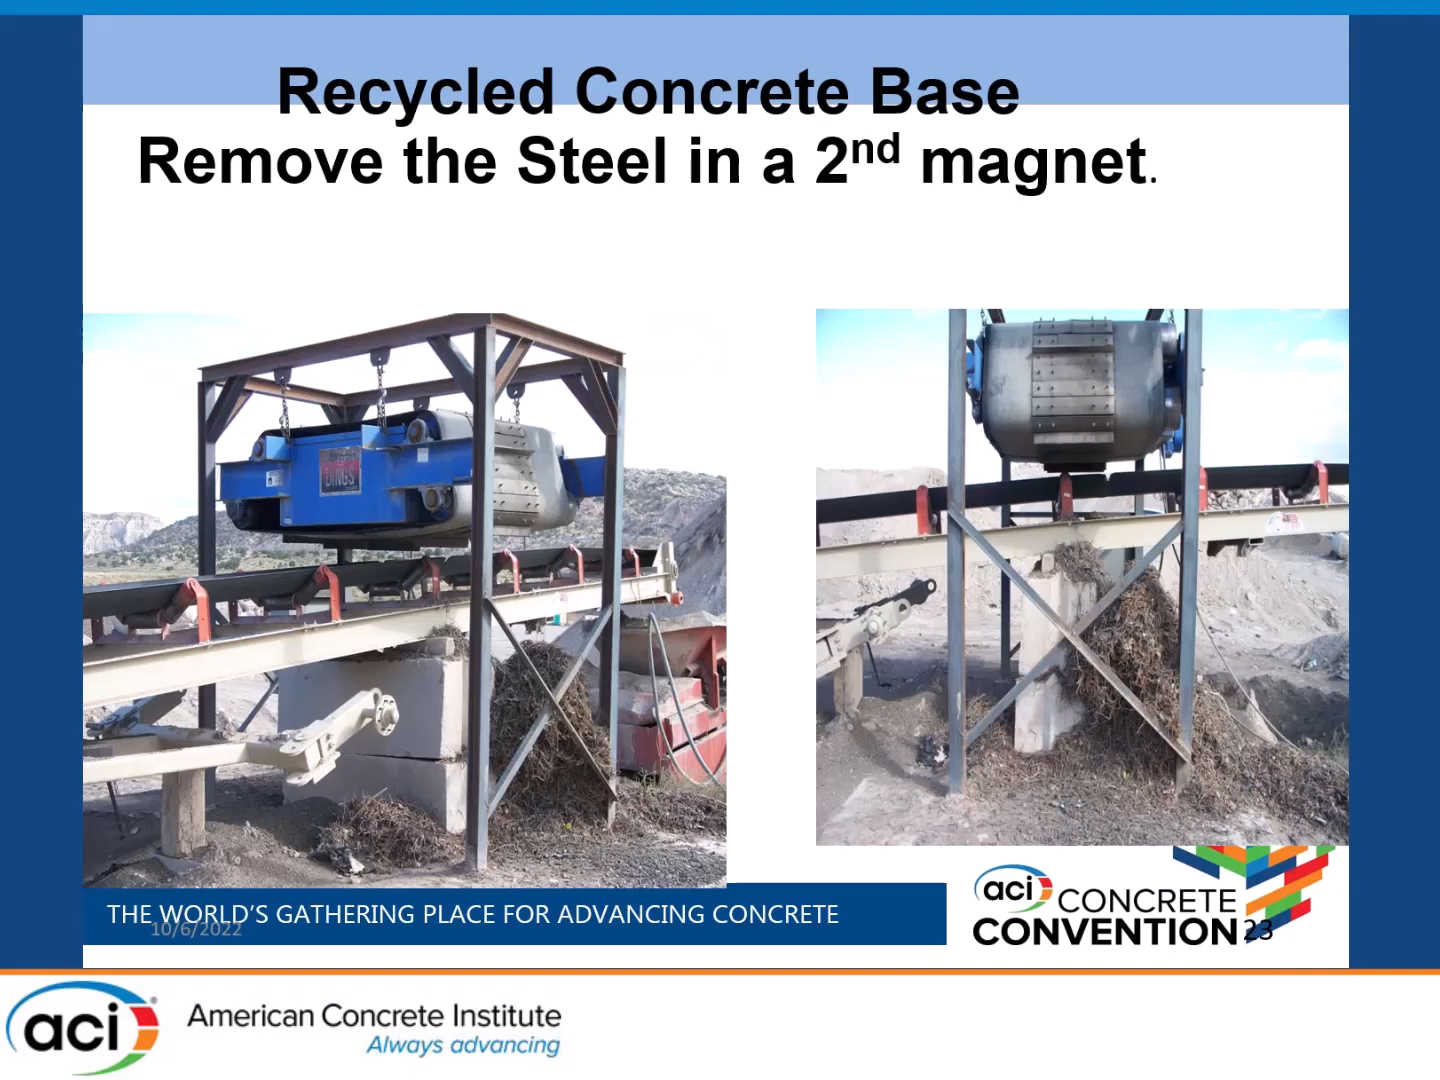 Recycled Concrete Base
Remove the Steel in a 2nd magnet.
DINGS
THE WORLD'S GATHERING PLACE FOR ADVANCING CONCRETE
10/6/2022
aci CONCRETE
CONVENTION
23
aci
American Concrete Institute
Always advancing